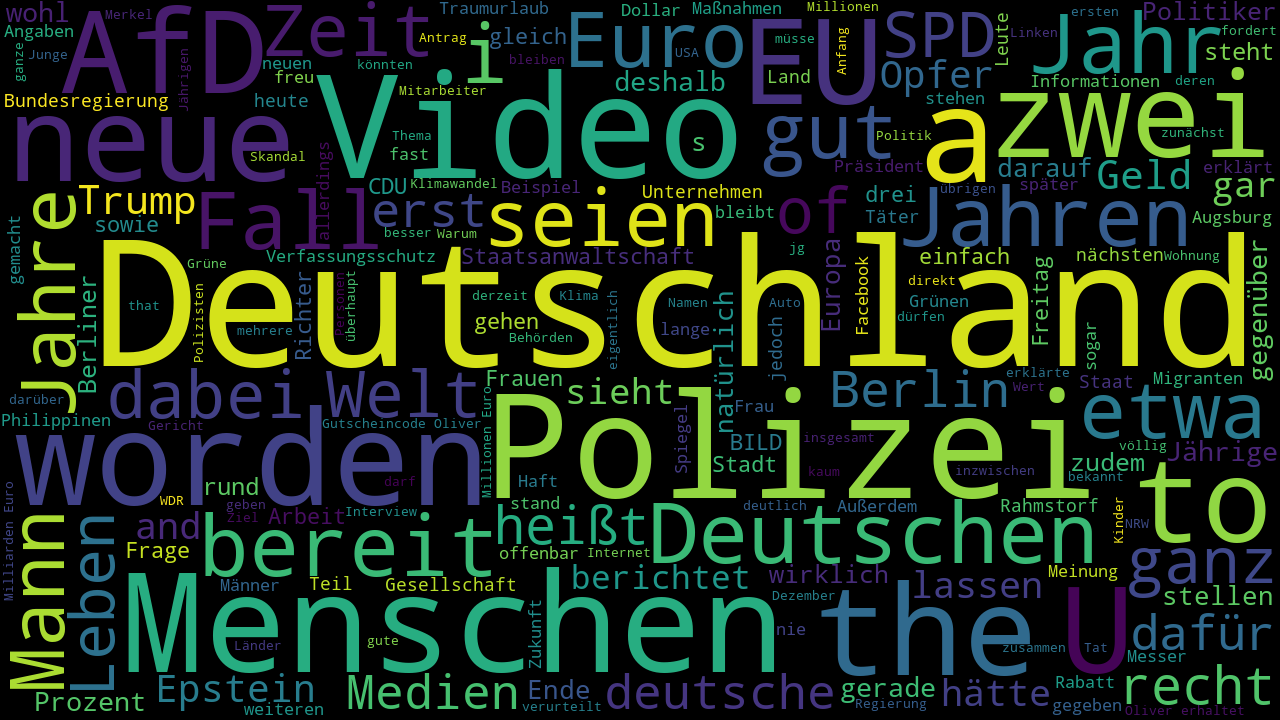 wohl
Merkel
AfD
Zeit
Traumurlaub
Dollar
Maßnahmen
Millionen
Politiker
Angaben
Junge
ganze
Jährigen
neuen
freu
Antrag
könnten
i
gleich
bleiben
Euro
USA
deshalb
EU
müsse
Land
Anfang
SPD
Opfer
Leute
Jahr
ersten
Linken
fordert
steht
Informationen
deren
Bundesregierung
heute
neue
Skandal
Video
Mitarbeiter
Thema
fast
s
gut
Politik
stehen
a
zwei
zunächst
Präsident
darauf
Geld
erklärt
gar
Jahre
Trump
sowie
Fall
allerdings
CDU
Klimawandel
Beispiel
erst
besser
Warum
seien
Unternehmen
bleibt
of
drei
Täter
übrigen
später
Jahren
Augsburg
gemacht
Berliner
Grüne
Verfassungsschutz
Staatsanwaltschaft
jg
Europa
einfach
nächsten
Wohnung
Deutschland
that
Polizisten
mehrere
Richter
Personen
überhaupt
derzeit
gehen
Behörden
Klima
eigentlich
Namen
lange
natürlich
Auto
jedoch
Facebook
direkt
Grünen
dürfen
Freitag
sogar
gegenüber
darüber
Philippinen
dabei
Welt
Gericht
Gutscheincode Oliver
Frauen
Millionen Euro
sieht
Spiegel
Frau
BILD
Stadt
insgesamt
kaum
Berlin
erklärte
Wert
Staat
Migranten
etwa
völlig
Jährige
worden
WDR
darf
Polizei
Haft
inzwischen
zudem
bekannt
Milliarden Euro
Mann
Leben
and
rund
geben
Ziel
Arbeit
Interview
Frage
bereit
stand
heißt
offenbar
Internet
Deutschen
deutlich
Außerdem
Rahmstorf
Kinder
NRW
to
ganz
Männer
Teil
Gesellschaft
berichtet
wirklich
Dezember
lassen
Meinung
stellen
Menschen
Länder
gute
Zukunft
nie
the
zusammen
U
Tat
dafür
Messer
Prozent
Epstein
weiteren
Medien
Ende
verurteilt
deutsche
gerade
Regierung
hätte
Rabatt
gegeben
recht
Oliver erhaltet